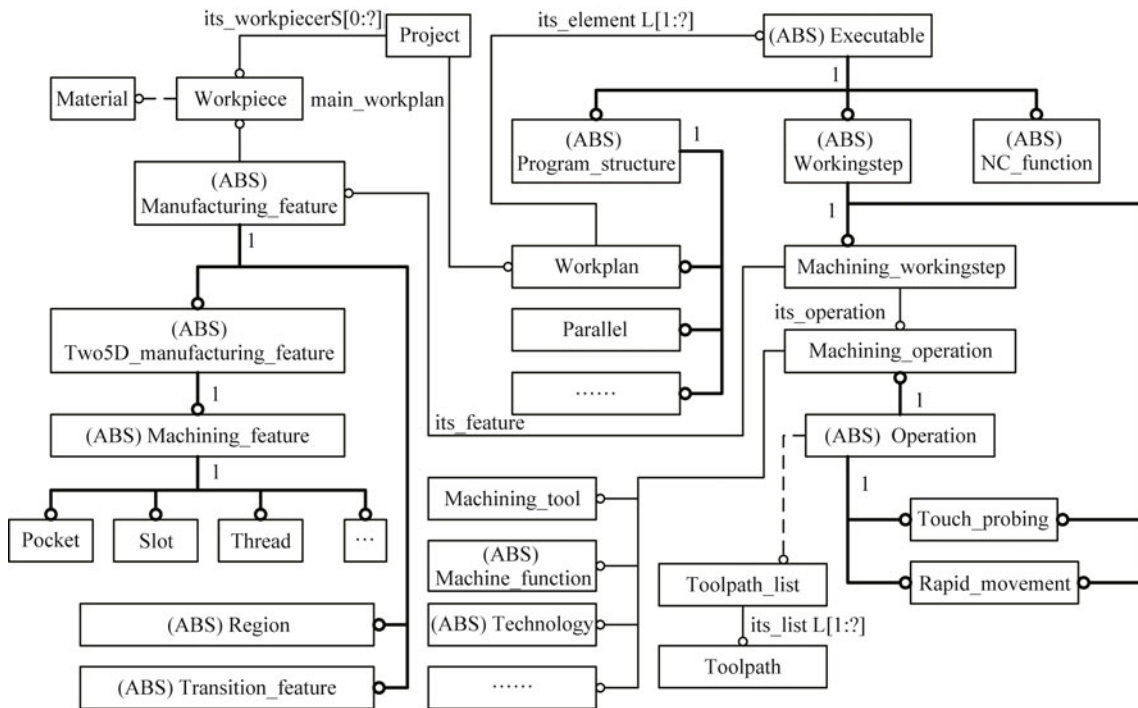 its_workpiecerS[0:?]
Project
its_element L[1:?]
(ABS) Executable
1
Material
Workpiece
main_workplan
(ABS)
Program_structure
1
(ABS)
Workingstep
(ABS)
NC_function
(ABS)
Manufacturing_feature
1
1
Workplan
Machining_workingstep
its_operation
(ABS)
Two5D_manufacturing_feature
Parallel
Machining_operation
1
……
1
(ABS) Machining_feature
its_feature
(ABS) Operation
1
1
Machining_tool
Pocket
Slot
Thread
…
Touch_probing
(ABS)
Machine_function
Toolpath_list
Rapid_movement
(ABS) Region
(ABS) Technology
its_list L[1:?]
(ABS) Transition_feature
……
Toolpath